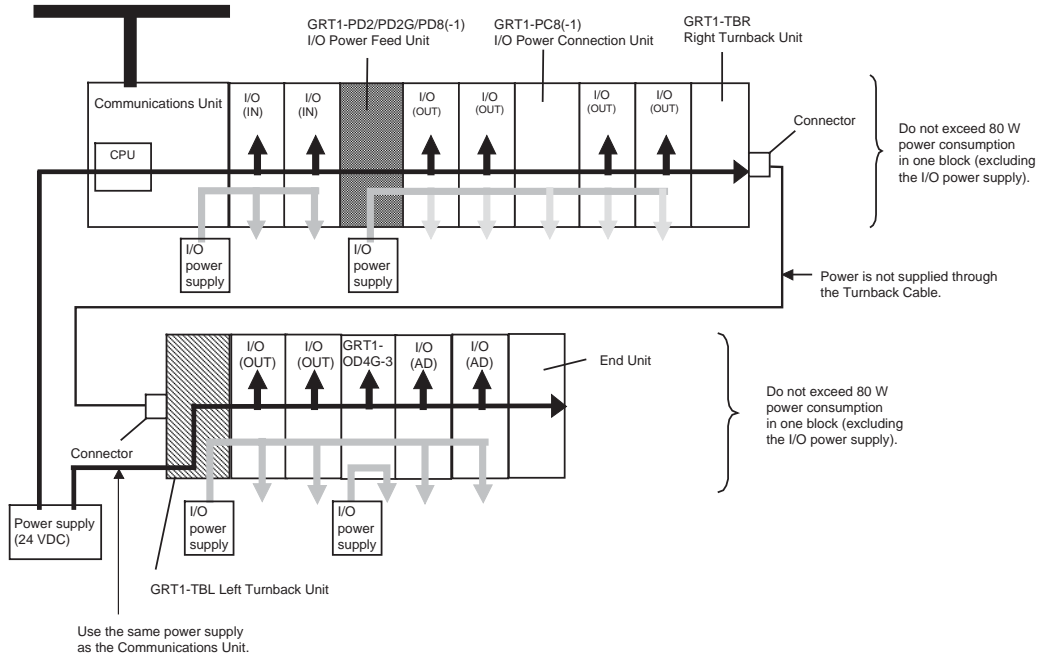 GRT1-PD2/PD2G/PD8(-1)
I/O Power Feed Unit
GRT1-PC8(-1)
I/O Power Connection Unit
GRT1-TBR
Right Turnback Unit
Communications Unit
CPU
I/O
(IN)
I/O
(IN)
I/O
(OUT)
I/O
(OUT)
I/O
(OUT)
I/O
(OUT)
Connector
Do not exceed 80 W
power consumption
in one block (excluding
the I/O power supply).
I/O
power
supply
I/O
power
supply
Power is not supplied through
the Turnback Cable.
I/O
(OUT)
I/O
(OUT)
GRT1-
OD4G-3
I/O
(AD)
I/O
(AD)
End Unit
Do not exceed 80 W
power consumption
in one block (excluding
the I/O power supply).
Connector
Power supply
(24 VDC)
I/O
power
supply
I/O
power
supply
GRT1-TBL Left Turnback Unit
Use the same power supply
as the Communications Unit.